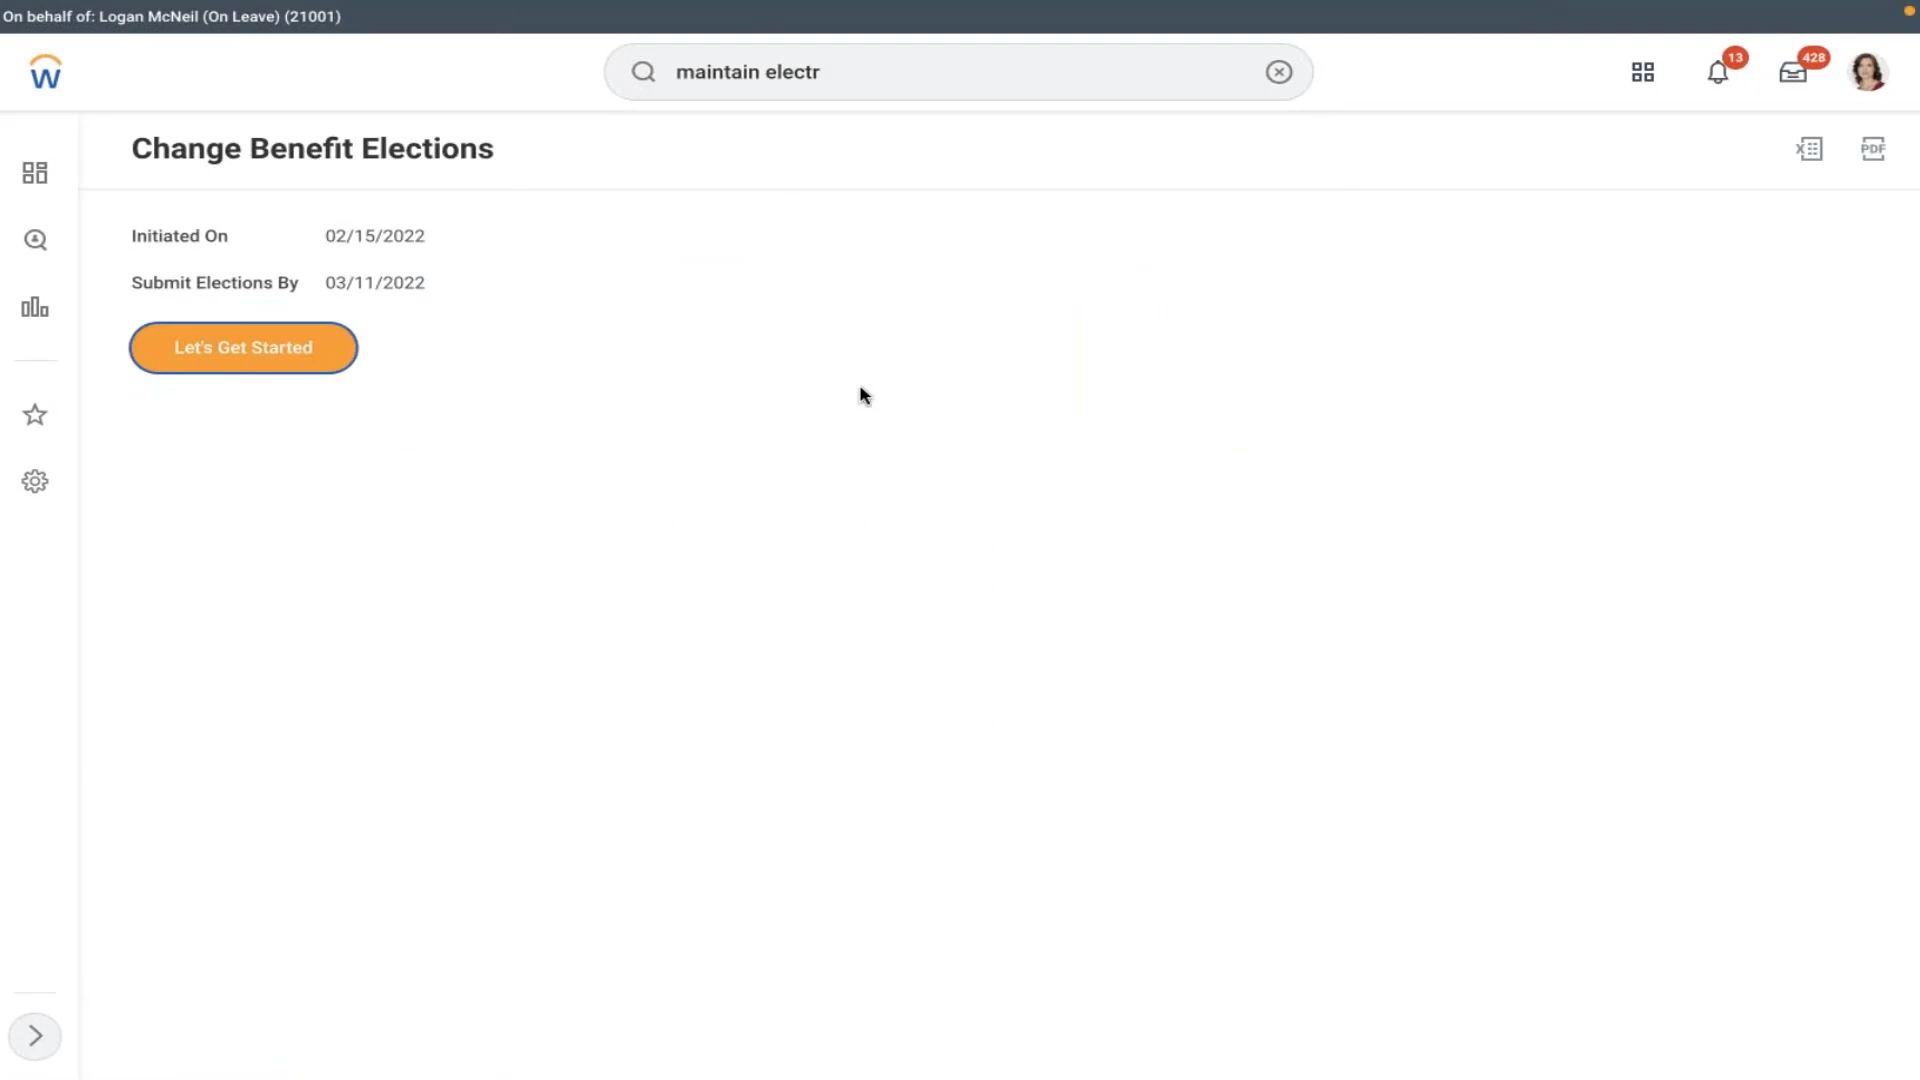 On behalf of: Logan McNeil (On Leave) (21001)
W
maintain electr
13
428
Change Benefit Elections
X
PDF
Initiated On 02/15/2022
Submit Elections By 03/11/2022
Let's Get Started